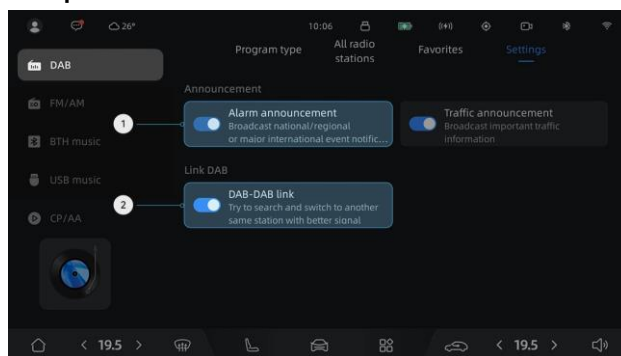 26°
10:06
Program type
All radio
stations
Favorites
Settings
DAB
FM/AM
BTH music
USB music
CP/AA
Announcement
1
Alarm announcement
Broadcast national/regional
or major international event notific...
Traffic announcement
Broadcast important traffic
information
Link DAB
2
DAB-DAB link
Try to search and switch to another
same station with better signal
19.5
19.5